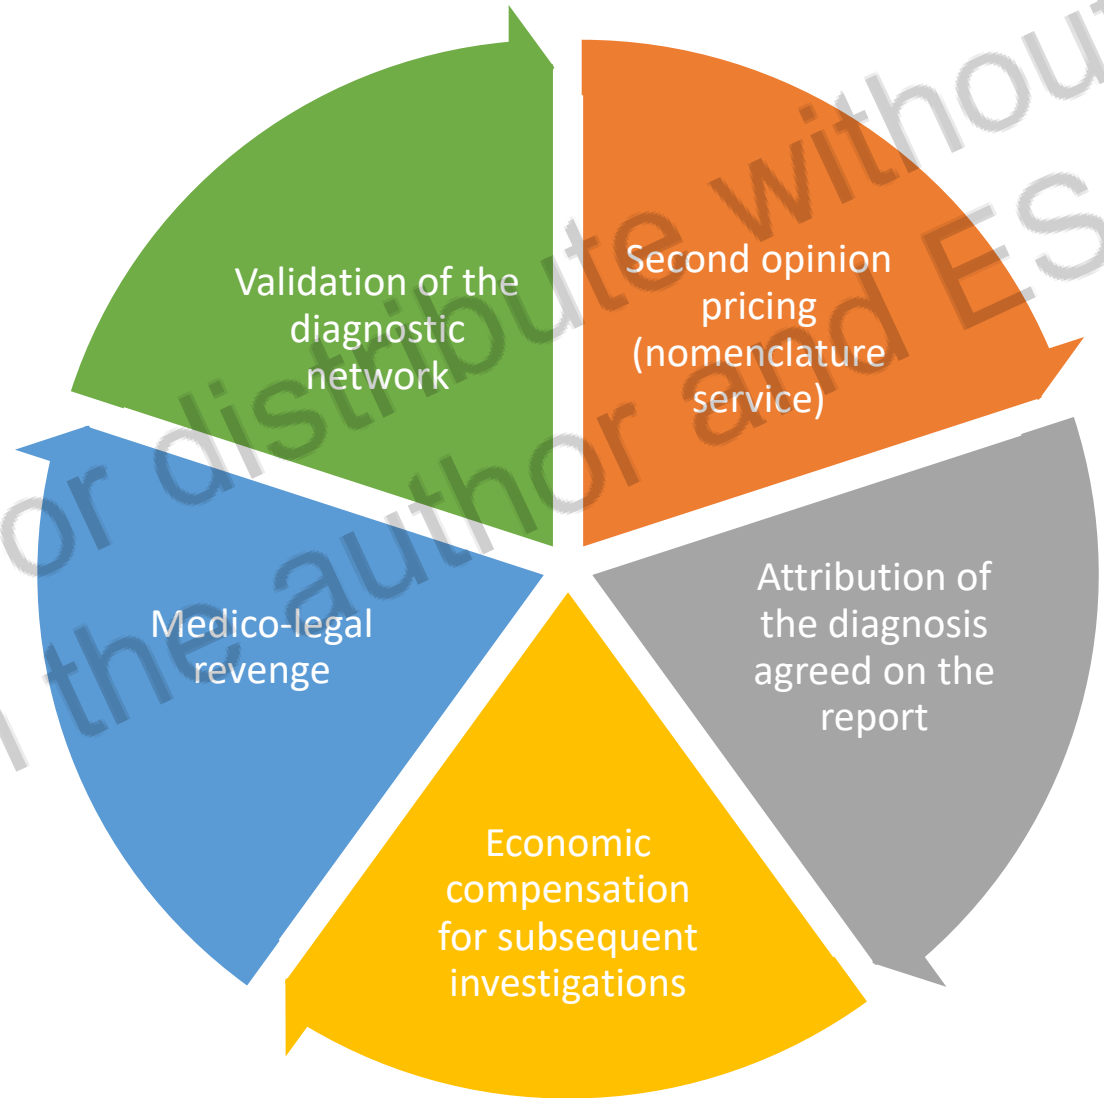 Validation of the
diagnostic
network
Second opinion
pricing
(nomenclature
service)
Attribution of
the diagnosis
agreed on the
report
Economic
compensation
for subsequent
investigations
Medico-legal
revenge
or distribute without
the author and ES